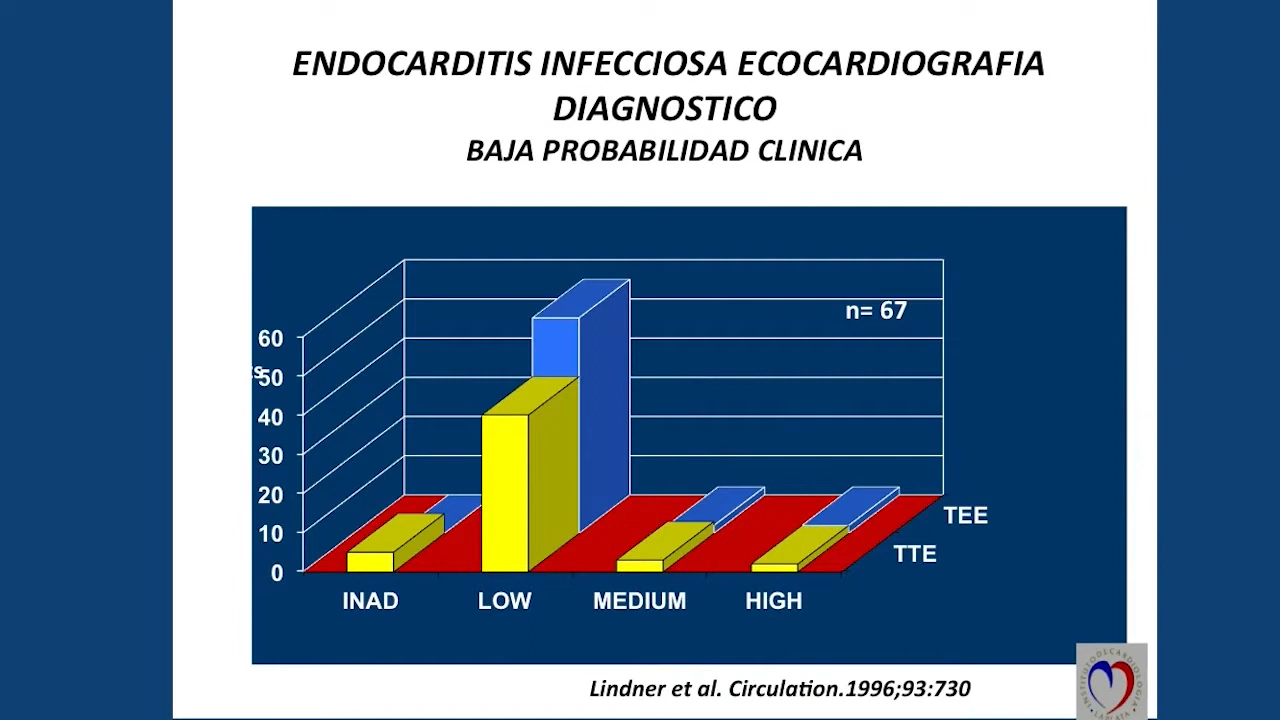 ENDOCARDITIS INFECCIOSA ECOCARDIOGRAFIA
DIAGNOSTICO
BAJA PROBABILIDAD CLINICA
n= 67
60
50
40
30
20
10
0
TEE
TTE
INAD LOW MEDIUM HIGH
Lindner et al. Circulation.1996;93:730